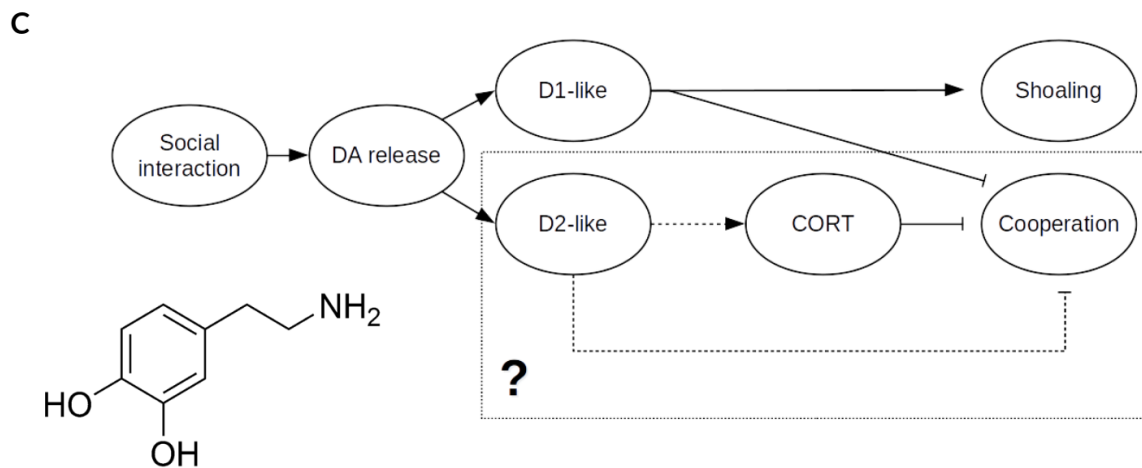 C
D1-like
Shoaling
Social
interaction
DA release
D2-like
CORT
Cooperation
?
NH2
HO
OH